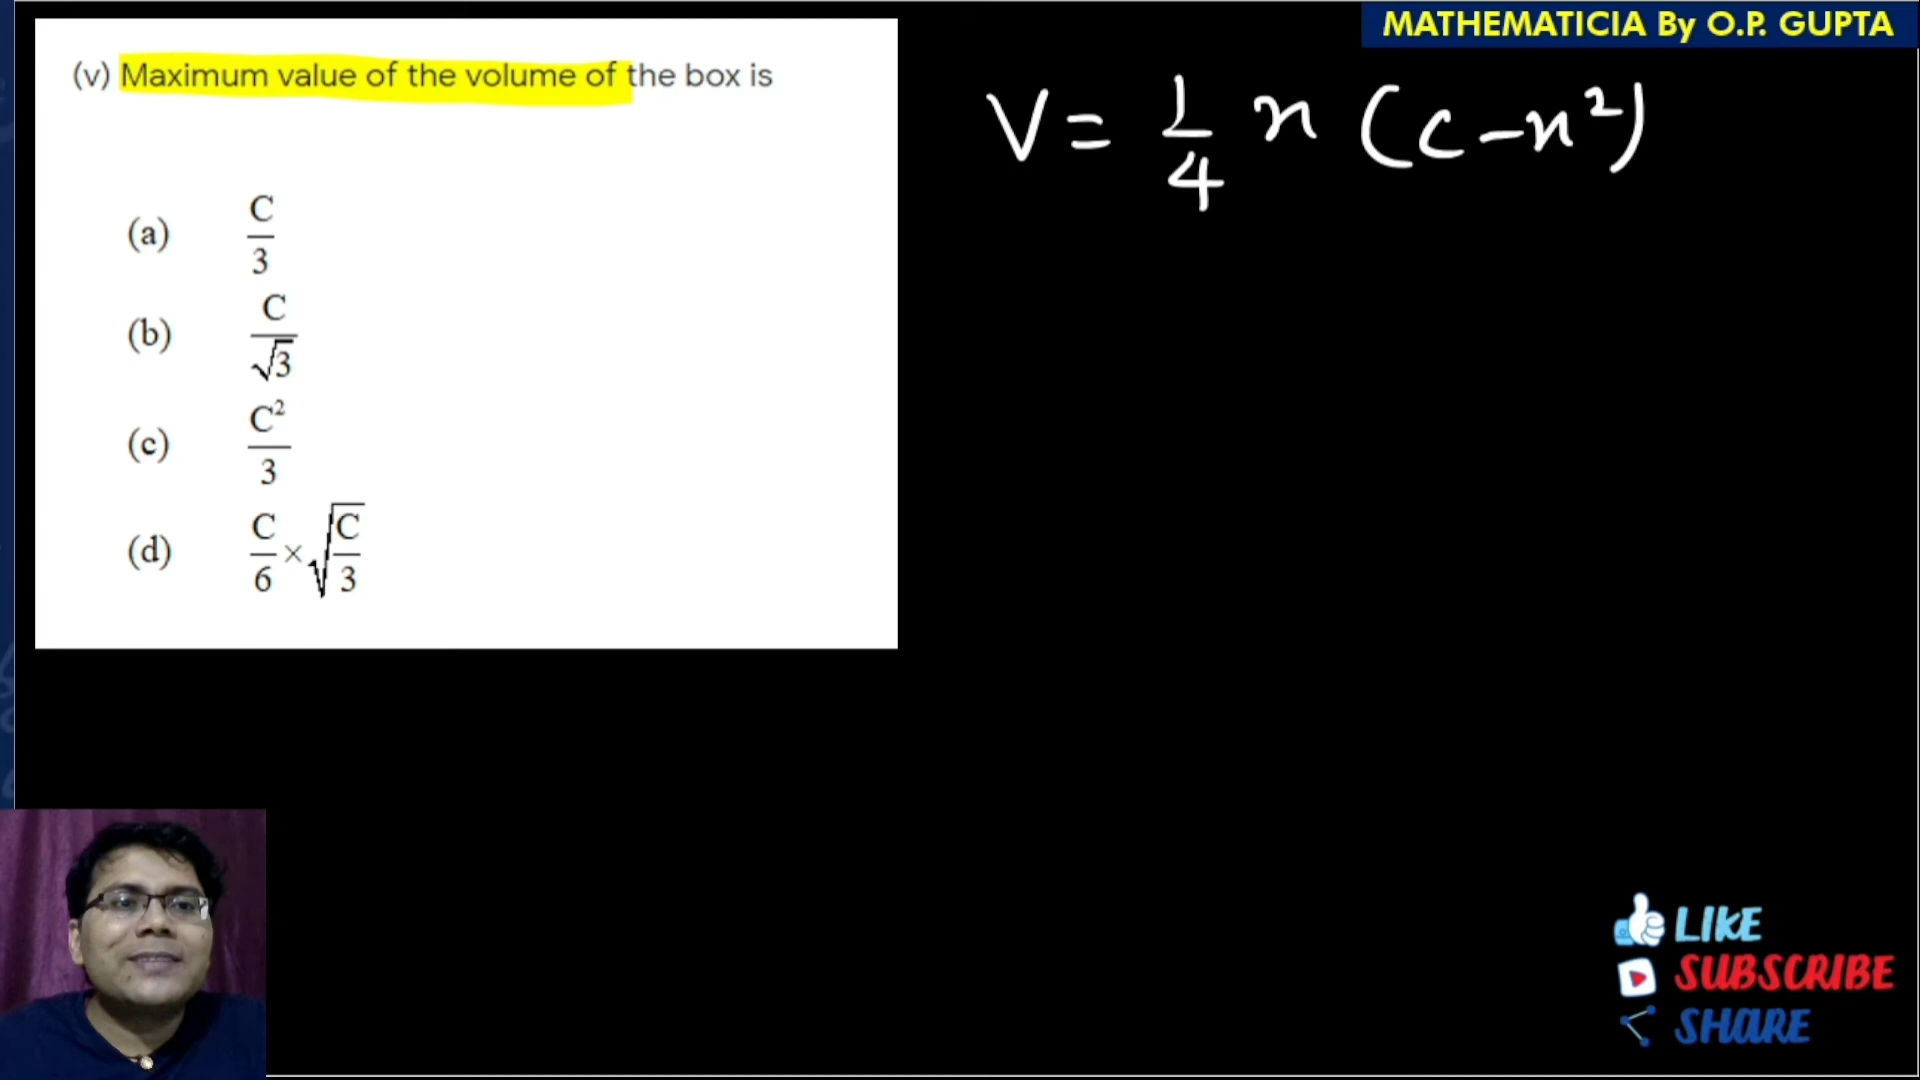 MATHEMATICIA By O.P. GUPTA
(v) Maximum value of the volume of the box is
(a) C/3
(b) C/√3
(c) C²/3
(d) C/6 × √(C/3)
V = 1/4 x (c - x²)
LIKE
SUBSCRIBE
SHARE